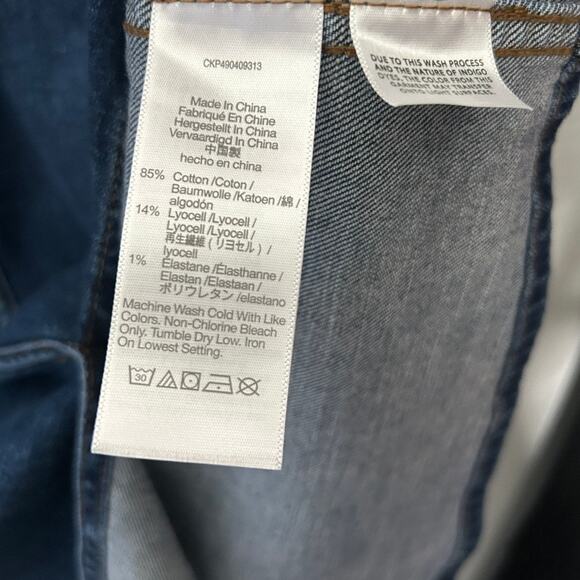 CKP490409313
Made In China
Fabriqué En Chine
Hergestellt In China
Vervaardigd In China
中国製
hecho en china
85% Cotton /Coton /
Baumwolle /Katoen /綿 /
algodón
14% Lyocell /Lyocell /
Lyocell /Lyocell /
再生繊維 (リヨセル) /
lyocell
1% Élastane /Élasthanne /
Elastan /Elastaan /
ポリウレタン /elastano
Machine Wash Cold With Like
Colors. Non-Chlorine Bleach
Only. Tumble Dry Low. Iron
On Lowest Setting.
30
DUE TO THIS WASH PROCESS
AND THE NATURE OF INDIGO
DYES, THE COLOR FROM THIS
GARMENT MAY TRANSFER
ONTO LIGHT SURFACES.